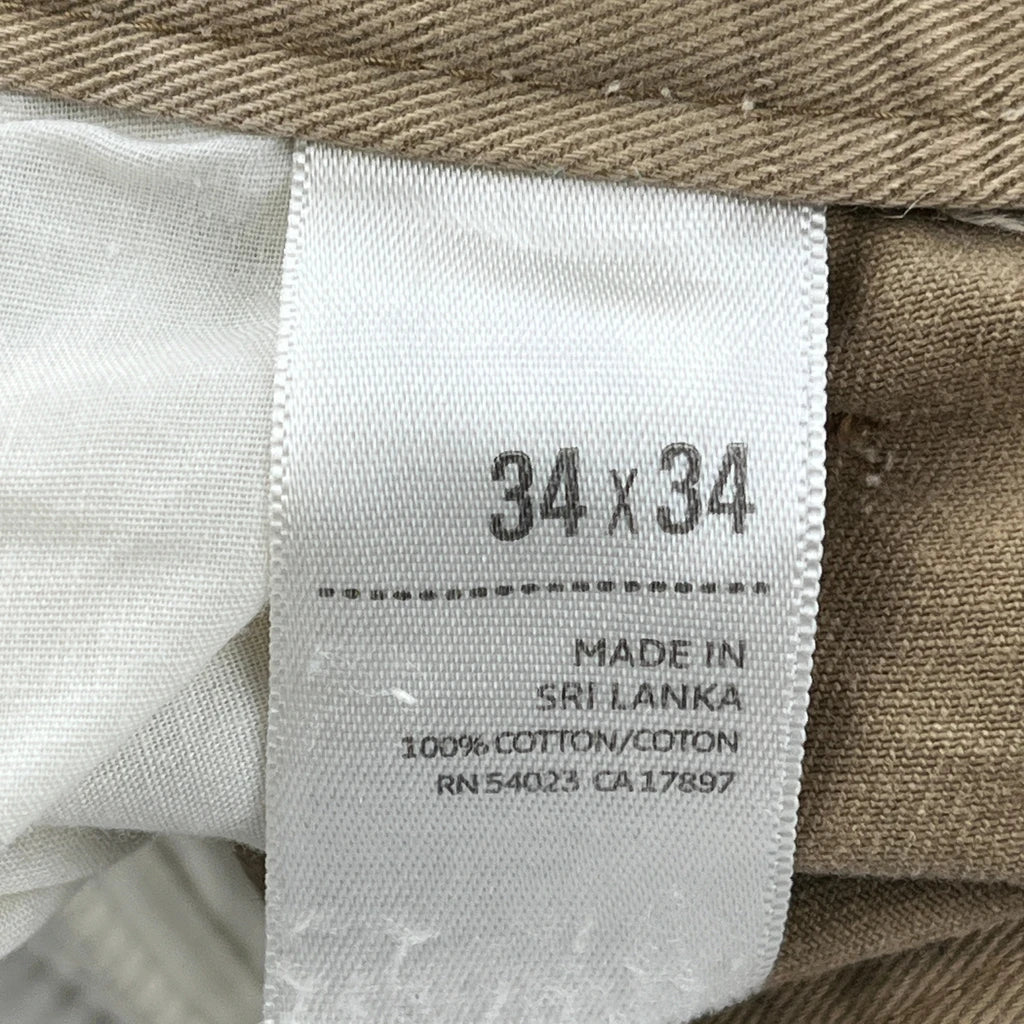 34 x 34
MADE IN
SRI LANKA
100% COTTON/COTON
RN 54023 CA 17897